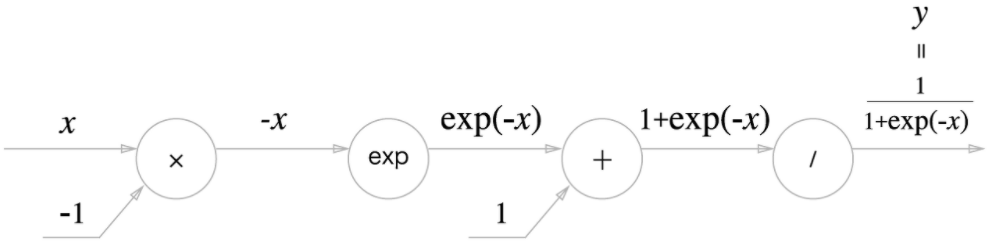 y
=
1
1+exp(-x)
x
-x
exp(-x)
1+exp(-x)
×
exp
+
/
-1
1